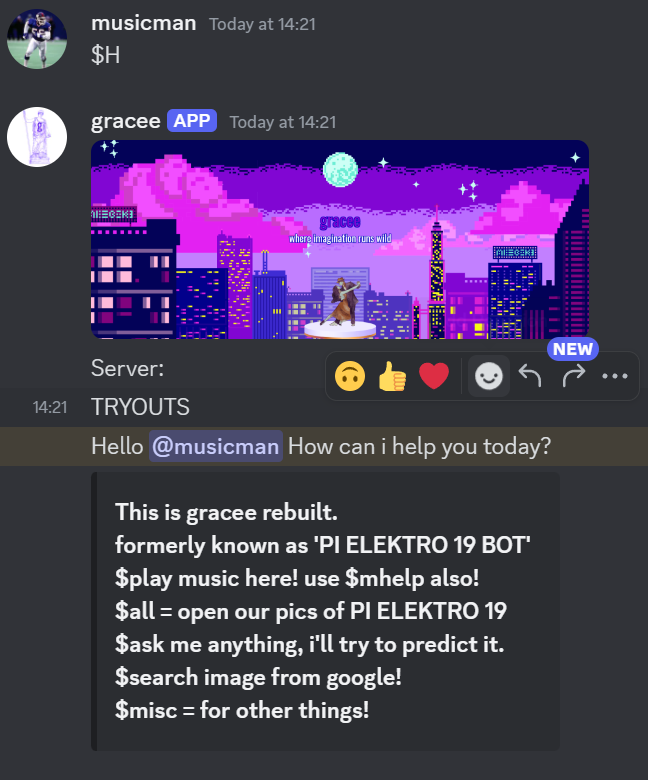 musicman Today at 14:21
$H
gracee APP Today at 14:21
gracee
where imagination runs wild
Server:
NEW
14:21 TRYOUTS
Hello @musicman How can i help you today?
This is gracee rebuilt.
formerly known as 'PI ELEKTRO 19 BOT'
$play music here! use $mhelp also!
$all = open our pics of PI ELEKTRO 19
$ask me anything, i'll try to predict it.
$search image from google!
$misc = for other things!